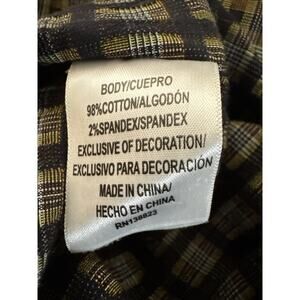 BODY/CUEPRO
98%COTTON/ALGODÓN
2%SPANDEX/SPANDEX
EXCLUSIVE OF DECORATION/
EXCLUSIVO PARA DECORACIÓN
MADE IN CHINA/
HECHO EN CHINA
RN138823